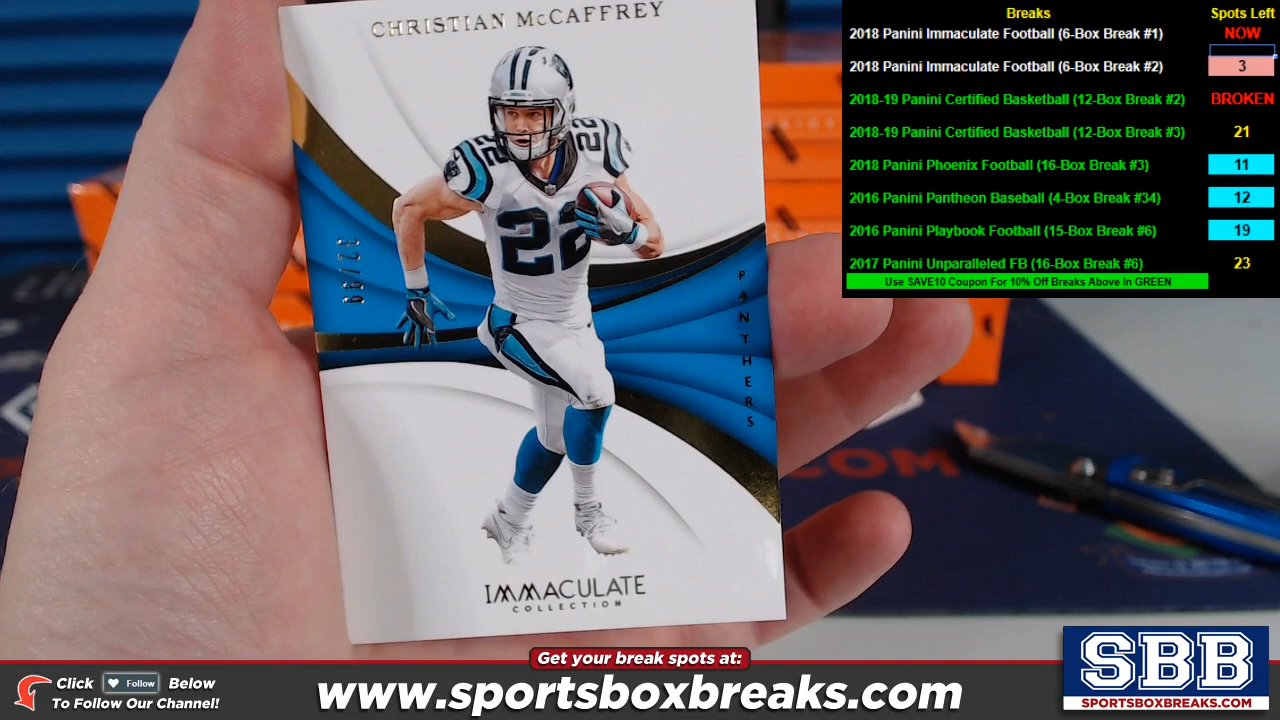 CHRISTIAN McCAFFREY
22
22
22
PANTHERS
IMMACULATE
COLLECTION
.COM
Breaks Spots Left
2018 Panini Immaculate Football (6-Box Break #1) NOW
2018 Panini Immaculate Football (6-Box Break #2) 3
2018-19 Panini Certified Basketball (12-Box Break #2) BROKEN
2018-19 Panini Certified Basketball (12-Box Break #3) 21
2018 Panini Phoenix Football (16-Box Break #3) 11
2016 Panini Pantheon Baseball (4-Box Break #34) 12
2016 Panini Playbook Football (15-Box Break #6) 19
2017 Panini Unparalleled FB (16-Box Break #6) 23
Use SAVE10 Coupon For 10% Off Breaks Above In GREEN
Get your break spots at:
Click Follow Below
To Follow Our Channel!
www.sportsboxbreaks.com
SBB
SPORTSBOXBREAKS.COM